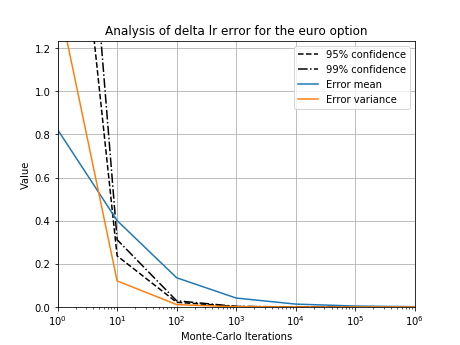 Analysis of delta lr error for the euro option
95% confidence
99% confidence
Error mean
Error variance
Value
1.2
1.0
0.8
0.6
0.4
0.2
0.0
10⁰ 10¹ 10² 10³ 10⁴ 10⁵ 10⁶
Monte-Carlo Iterations